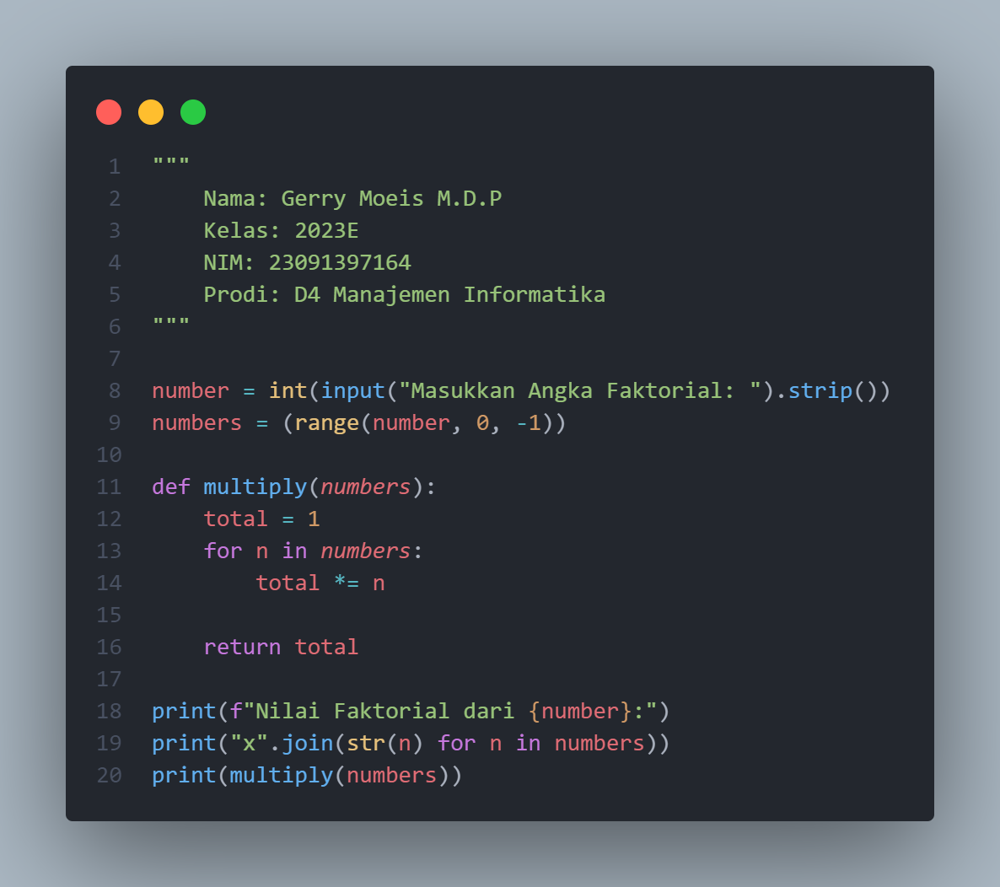 1 """
2     Nama: Gerry Moeis M.D.P
3     Kelas: 2023E
4     NIM: 23091397164
5     Prodi: D4 Manajemen Informatika
6 """
7
8 number = int(input("Masukkan Angka Faktorial: ").strip())
9 numbers = (range(number, 0, -1))
10
11 def multiply(numbers):
12     total = 1
13     for n in numbers:
14         total *= n
15
16     return total
17
18 print(f"Nilai Faktorial dari {number}:")
19 print("x".join(str(n) for n in numbers))
20 print(multiply(numbers))